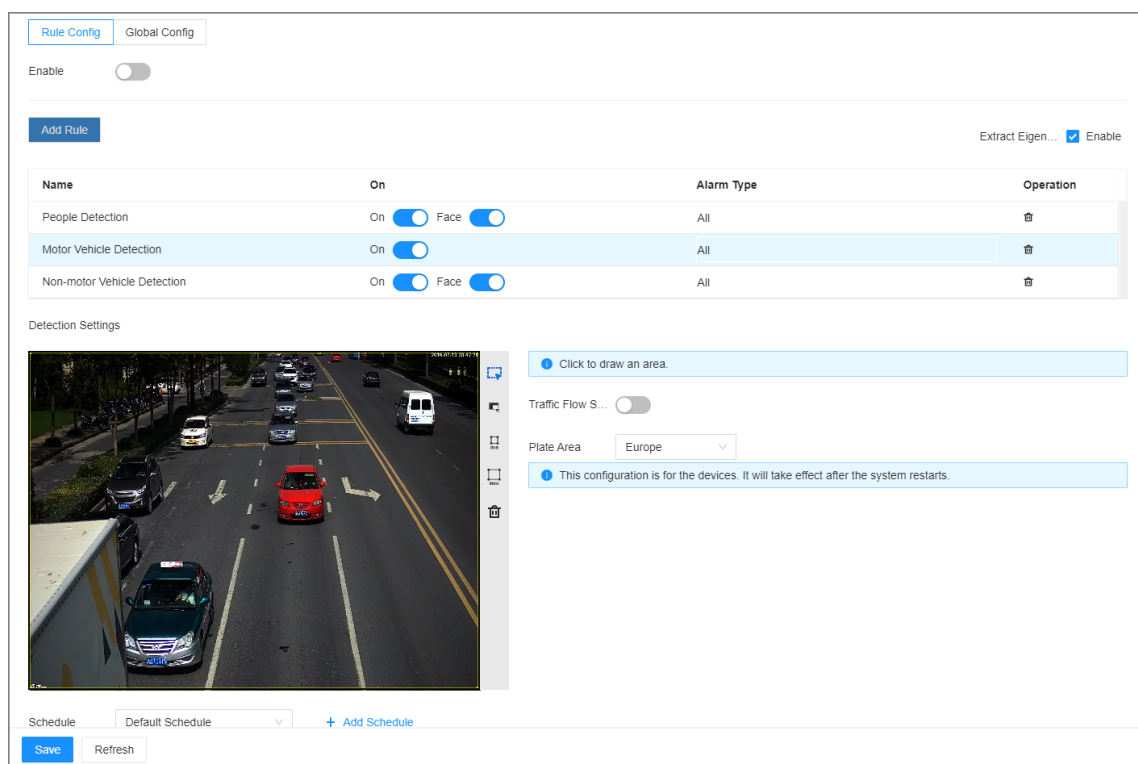 Rule Config Global Config
Enable
Add Rule
Extract Eigen... Enable
Name On Alarm Type Operation
People Detection On Face All
Motor Vehicle Detection On All
Non-motor Vehicle Detection On Face All
Detection Settings
Click to draw an area.
Traffic Flow S...
Plate Area Europe
This configuration is for the devices. It will take effect after the system restarts.
Schedule Default Schedule + Add Schedule
Save Refresh